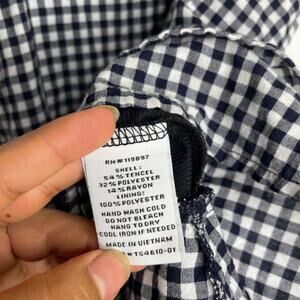 RN#119897
SHELL:
54% TENCEL
32% POLYESTER
14% RAYON
LINING:
100% POLYESTER
HAND WASH COLD
DO NOT BLEACH
HANG TO DRY
COOL IRON IF NEEDED
MADE IN VIETNAM
#TS4610-01